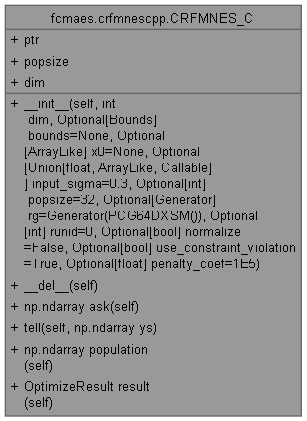 fcmaes.crfmnescpp.CRFMNES_C
+ ptr
+ popsize
+ dim
+ __init__(self, int
dim, Optional[Bounds]
bounds=None, Optional
[ArrayLike] x0=None, Optional
[Union[float, ArrayLike, Callable]
] input_sigma=0.3, Optional[int]
popsize=32, Optional[Generator]
rg=Generator(PCG64DXSM()), Optional
[int] runid=0, Optional[bool] normalize
=False, Optional[bool] use_constraint_violation
=True, Optional[float] penalty_coef=1E5)
+ __del__(self)
+ np.ndarray ask(self)
+ tell(self, np.ndarray ys)
+ np.ndarray population
(self)
+ OptimizeResult result
(self)